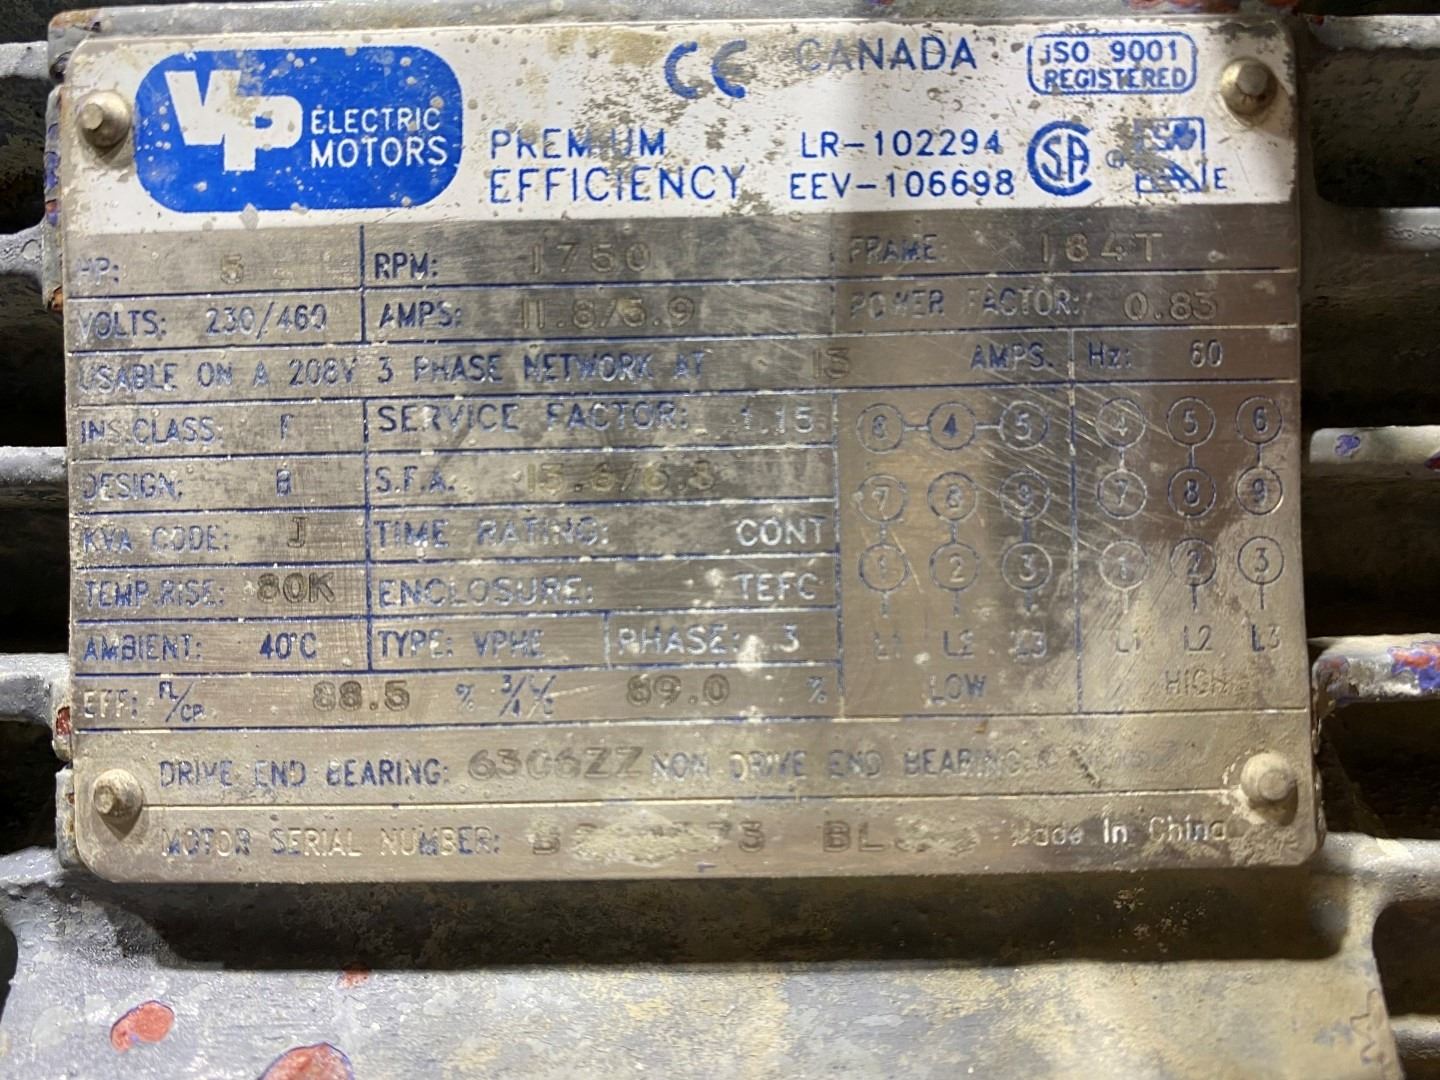 VP ELECTRIC MOTORS
CE CANADA ISO 9001 REGISTERED
PREMIUM EFFICIENCY
LR-102294
EEV-106698
HP: 5 RPM: 1750 FRAME: 184T
VOLTS: 230/460 AMPS: 11.8/5.9 POWER FACTOR: 0.83
USABLE ON A 208V 3 PHASE NETWORK AT 13 AMPS. Hz: 60
INS.CLASS F SERVICE FACTOR: 1.15
DESIGN: B S.F.A. 13.6/6.8
KVA CODE: J TIME RATING: CONT
TEMP.RISE: 80K ENCLOSURE: TEFC
AMBIENT: 40°C TYPE: VPHE PHASE: 3
EFF: FL/CR. 88.5 % 89.0 %
6 4 5 4 5 6
7 8 9 7 8 9
1 2 3 1 2 3
L1 L2 L3 L1 L2 L3
LOW HIGH
DRIVE END BEARING: 6306ZZ NON DRIVE END BEARING:
MOTOR SERIAL NUMBER: Made In China